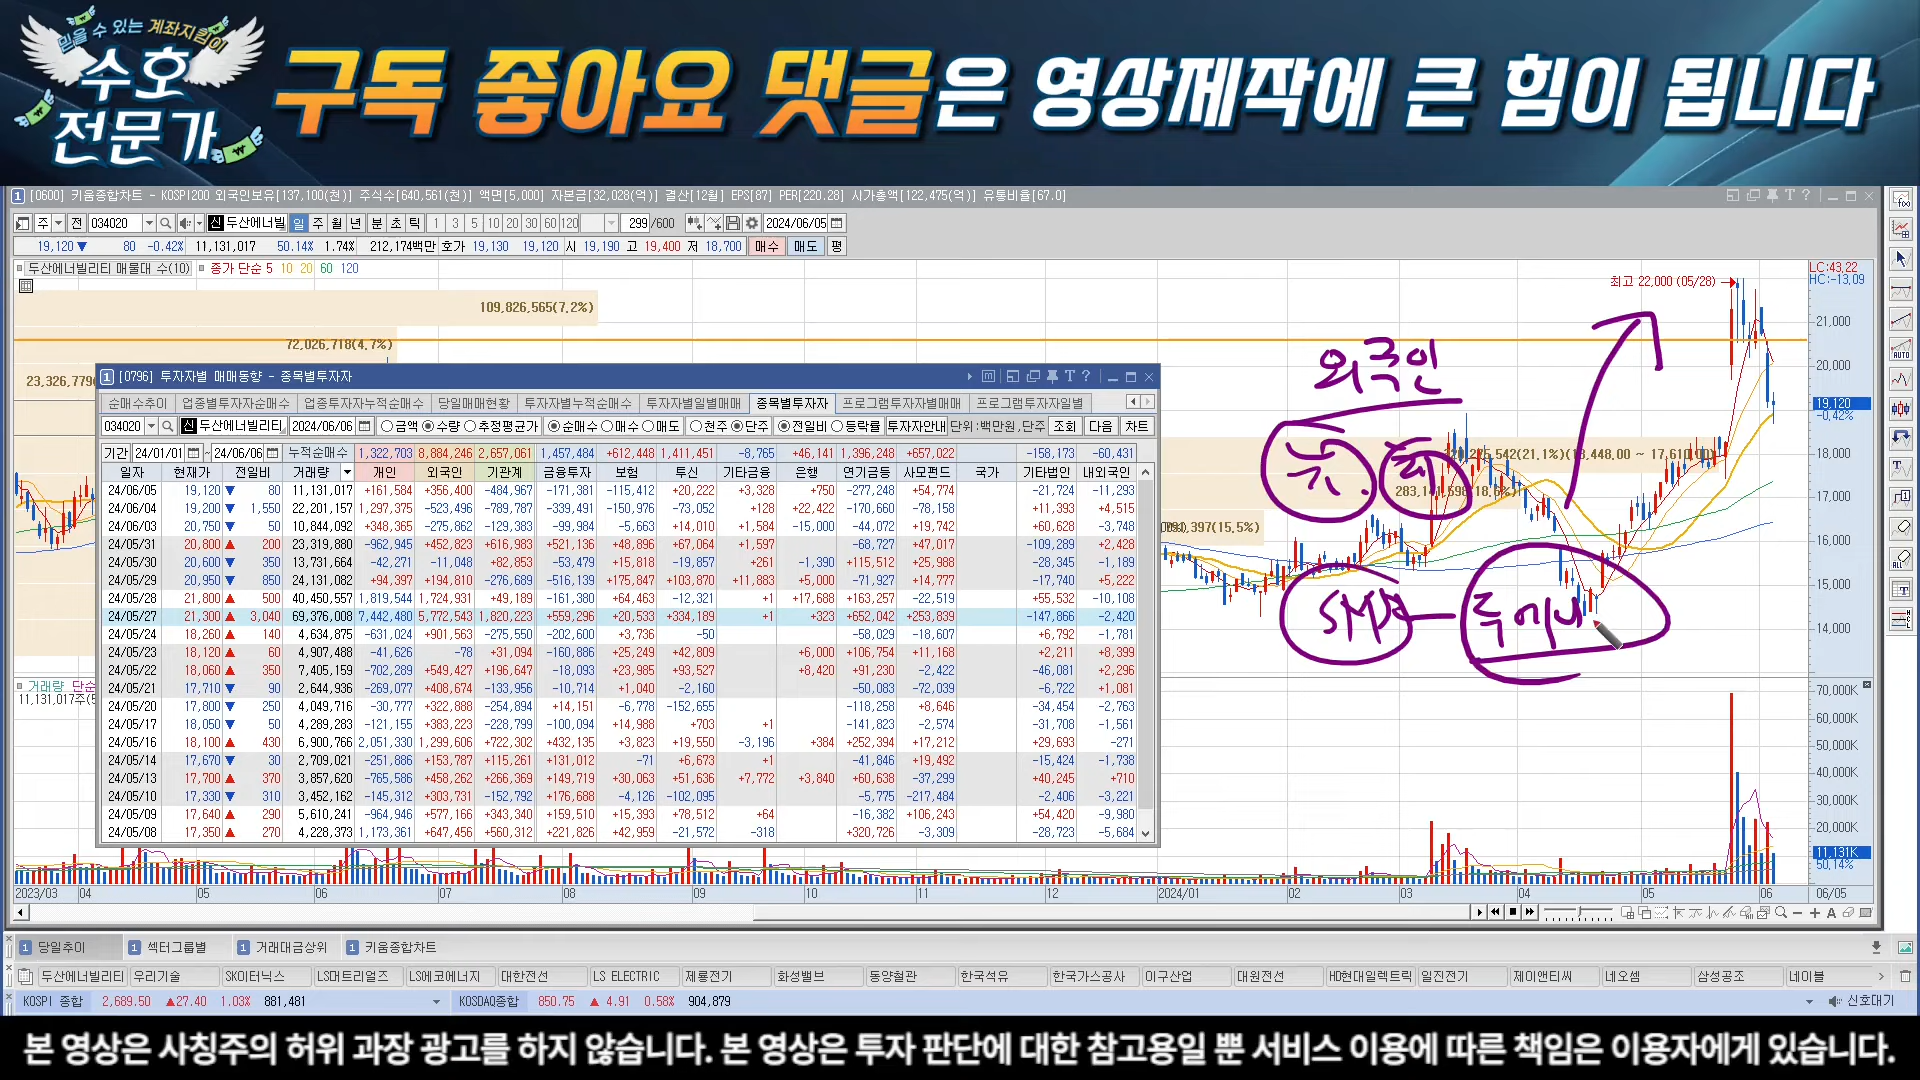 믿을 수 있는 계좌지킴이
수호
전문가
구독 좋아요 댓글은 영상제작에 큰 힘이 됩니다
1 [0600] 키움종합차트 - KOSPI200 외국인보유[137,100(천)] 주식수[640,561(천)] 액면[5,000] 자본금[32,028(억)] 결산[12월] EPS[87] PER[220.28] 시가총액[122,475(억)] 유통비율[67.0]
주 전 034020 신 두산에너빌 일 주 월 년 분 초 틱 1 3 5 10 20 30 60 120 299 /600 2024/06/05
19,120 ▼ 80 -0.42% 11,131,017 50.14% 1.74% 212,174백만 호가 19,130 19,120 시 19,190 고 19,400 저 18,700 매수 매도 평
두산에너빌리티 매물대 수(10) 종가 단순 5 10 20 60 120
LC:43.22
HC:-13.09
최고 22,000 (05/28)
109,826,565(7.2%)
72,026,718(4.7%)
21,000
20,000
19,120
-0.42%
18,000
17,000
16,000
15,000
14,000
외국인
SMR
1 [0796] 투자자별 매매동향 - 종목별투자자
순매수추이 업종별투자자순매수 업종투자자누적순매수 당일매매현황 투자자별누적순매수 투자자별일별매매 종목별투자자 프로그램투자자별매매 프로그램투자자일별
034020 신 두산에너빌리티 2024/06/06 금액 수량 추정평균가 순매수 매수 매도 천주 단주 전일비 등락률 투자자안내 단위:백만원,단주 조회 다음 차트
기간 24/01/01 ~ 24/06/06 누적순매수 1,322,703 8,884,246 2,657,061 +1,457,484 +612,448 +1,411,451 -8,765 +46,141 +1,396,248 +657,022 -158,173 -60,431
일자 현재가 전일비 거래량 개인 외국인 기관계 금융투자 보험 투신 기타금융 은행 연기금등 사모펀드 국가 기타법인 내외국인
24/06/05 19,120 ▼ 80 11,131,017 +161,584 +356,400 -484,967 -171,381 -115,412 +20,222 +3,328 +750 -277,248 +54,774 -21,724 -11,293
24/06/04 19,200 ▼ 1,550 22,201,157 +1,297,375 -523,496 -789,787 -339,491 -150,976 -73,052 +128 +22,422 -170,660 -78,158 +11,393 +4,515
24/06/03 20,750 ▼ 50 10,844,092 +348,365 -275,862 -129,383 -99,984 -5,663 +14,010 +1,584 -15,000 -44,072 +19,742 +60,628 -3,748
24/05/31 20,800 ▲ 200 23,319,880 -962,945 +452,823 +616,983 +521,136 +48,896 +67,064 +1,597 -68,727 +47,017 -109,289 +2,428
24/05/30 20,600 ▼ 350 13,731,664 -42,271 -11,048 +82,853 -53,479 +15,818 -19,857 +261 -1,390 +115,512 +25,988 -28,345 -1,189
24/05/29 20,950 ▼ 850 24,131,082 +94,397 +194,810 -276,689 -516,139 +175,847 +103,870 +11,883 +5,000 -71,927 +14,777 -17,740 +5,222
24/05/28 21,800 ▲ 500 40,450,557 -1,819,544 +1,724,931 +49,189 -161,380 +64,463 -12,321 +1 +17,688 +163,257 -22,519 +55,532 -10,108
24/05/27 21,300 ▲ 3,040 69,376,008 -7,442,480 +5,772,543 +1,820,223 +559,296 +20,533 +334,189 +1 +323 +652,042 +253,839 -147,866 -2,420
24/05/24 18,260 ▲ 140 4,634,875 -631,024 +901,563 -275,550 -202,600 +3,736 -50 -58,029 -18,607 +6,792 -1,781
24/05/23 18,120 ▲ 60 4,907,488 -41,626 -78 +31,094 -160,886 +25,249 +42,809 +6,000 +106,754 +11,168 +2,211 +8,399
24/05/22 18,060 ▲ 350 7,405,159 -702,289 +549,427 +196,647 -18,093 +23,985 +93,527 +8,420 +91,230 -2,422 -46,081 +2,296
24/05/21 17,710 ▼ 90 2,644,936 -269,077 +408,674 -133,956 -10,714 +1,040 -2,160 -50,083 -72,039 -6,722 +1,081
24/05/20 17,800 ▼ 250 4,049,716 -30,777 +322,888 -254,894 +14,151 -6,778 -152,655 -118,258 +8,646 -34,454 -2,763
24/05/17 18,050 ▼ 50 4,289,283 -121,155 +383,223 -228,799 -100,094 +14,988 +703 +1 -141,823 -2,574 -31,708 -1,561
24/05/16 18,100 ▲ 430 6,900,766 -2,051,330 +1,299,606 +722,302 +432,135 +3,823 +19,550 -3,196 +384 +252,394 +17,212 +29,693 -271
24/05/14 17,670 ▼ 30 2,709,021 -251,886 +153,787 +115,261 +131,012 -71 +6,673 +1 -41,846 +19,492 -15,424 -1,738
24/05/13 17,700 ▲ 370 3,857,620 -765,586 +458,262 +266,369 +149,719 +30,063 +51,636 +7,772 +3,840 +60,638 -37,299 +40,245 +710
24/05/10 17,330 ▼ 310 3,452,162 -145,312 +303,731 -152,792 +176,688 -4,126 -102,095 -5,775 -217,484 -2,406 -3,221
24/05/09 17,640 ▲ 290 5,610,241 -964,946 +577,166 +343,340 +159,510 +15,393 +78,512 +64 -16,382 +106,243 +54,420 -9,980
24/05/08 17,350 ▲ 270 4,228,373 -1,173,361 +647,456 +560,312 +221,826 +42,959 -21,572 -318 +320,726 -3,309 -28,723 -5,684
거래량 단순
70,000K
60,000K
50,000K
40,000K
30,000K
20,000K
11,131K
50.14%
2023/03 04 05 06 07 08 09 10 11 12 2024/01 02 03 04 05 06 06/05
1 당일추이 1 섹터그룹별 1 거래대금상위 1 키움종합차트
두산에너빌리티 우리기술 SK이터닉스 LS머트리얼즈 LS에코에너지 대한전선 LS ELECTRIC 제룡전기 화성밸브 동양철관 한국석유 한국가스공사 이구산업 대원전선 HD현대일렉트릭 일진전기 제이앤티씨 네오셈 삼성공조 네이블
KOSPI 종합 2,689.50 ▲27.40 1.03% 881,481 KOSDAQ종합 850.75 ▲ 4.91 0.58% 904,879 신호대기
본 영상은 사칭주의 허위 과장 광고를 하지 않습니다. 본 영상은 투자 판단에 대한 참고용일 뿐 서비스 이용에 따른 책임은 이용자에게 있습니다.